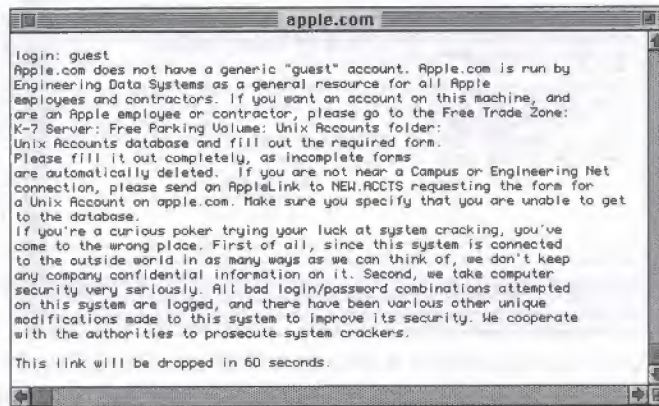 apple.com
login: guest
Apple.com does not have a generic "guest" account. Apple.com is run by
Engineering Data Systems as a general resource for all Apple
employees and contractors. If you want an account on this machine, and
are an Apple employee or contractor, please go to the Free Trade Zone:
K-7 Server: Free Parking Volume: Unix Accounts folder:
Unix Accounts database and fill out the required form.
Please fill it out completely, as incomplete forms
are automatically deleted.  If you are not near a Campus or Engineering Net
connection, please send an AppleLink to NEW.ACCTS requesting the form for
a Unix Account on apple.com. Make sure you specify that you are unable to get
to the database.
If you're a curious poker trying your luck at system cracking, you've
come to the wrong place. First of all, since this system is connected
to the outside world in as many ways as we can think of, we don't keep
any company confidential information on it. Second, we take computer
security very seriously. All bad login/password combinations attempted
on this system are logged, and there have been various other unique
modifications made to this system to improve its security. We cooperate
with the authorities to prosecute system crackers.
This link will be dropped in 60 seconds.